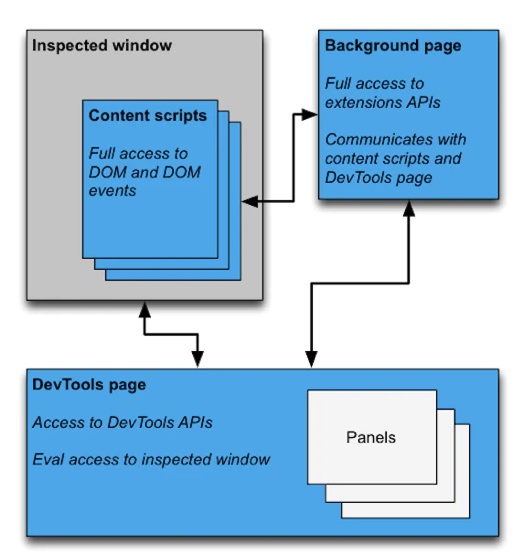 Inspected window
Content scripts
Full access to
DOM and DOM
events
Background page
Full access to
extensions APIs
Communicates with
content scripts and
DevTools page
DevTools page
Access to DevTools APIs
Eval access to inspected window
Panels